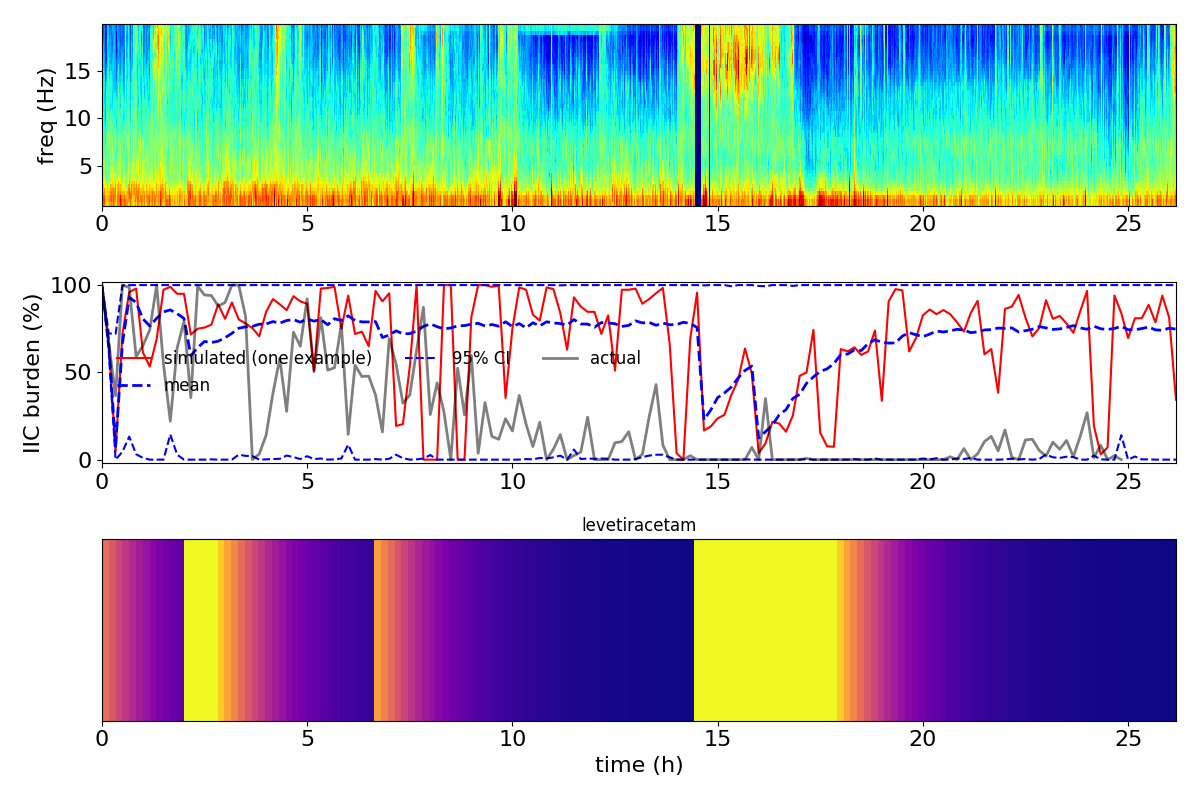 freq (Hz)
15
10
5
0 5 10 15 20 25
IIC burden (%)
100
50
0
simulated (one example) 95% CI actual
mean
0 5 10 15 20 25
levetiracetam
0 5 10 15 20 25
time (h)